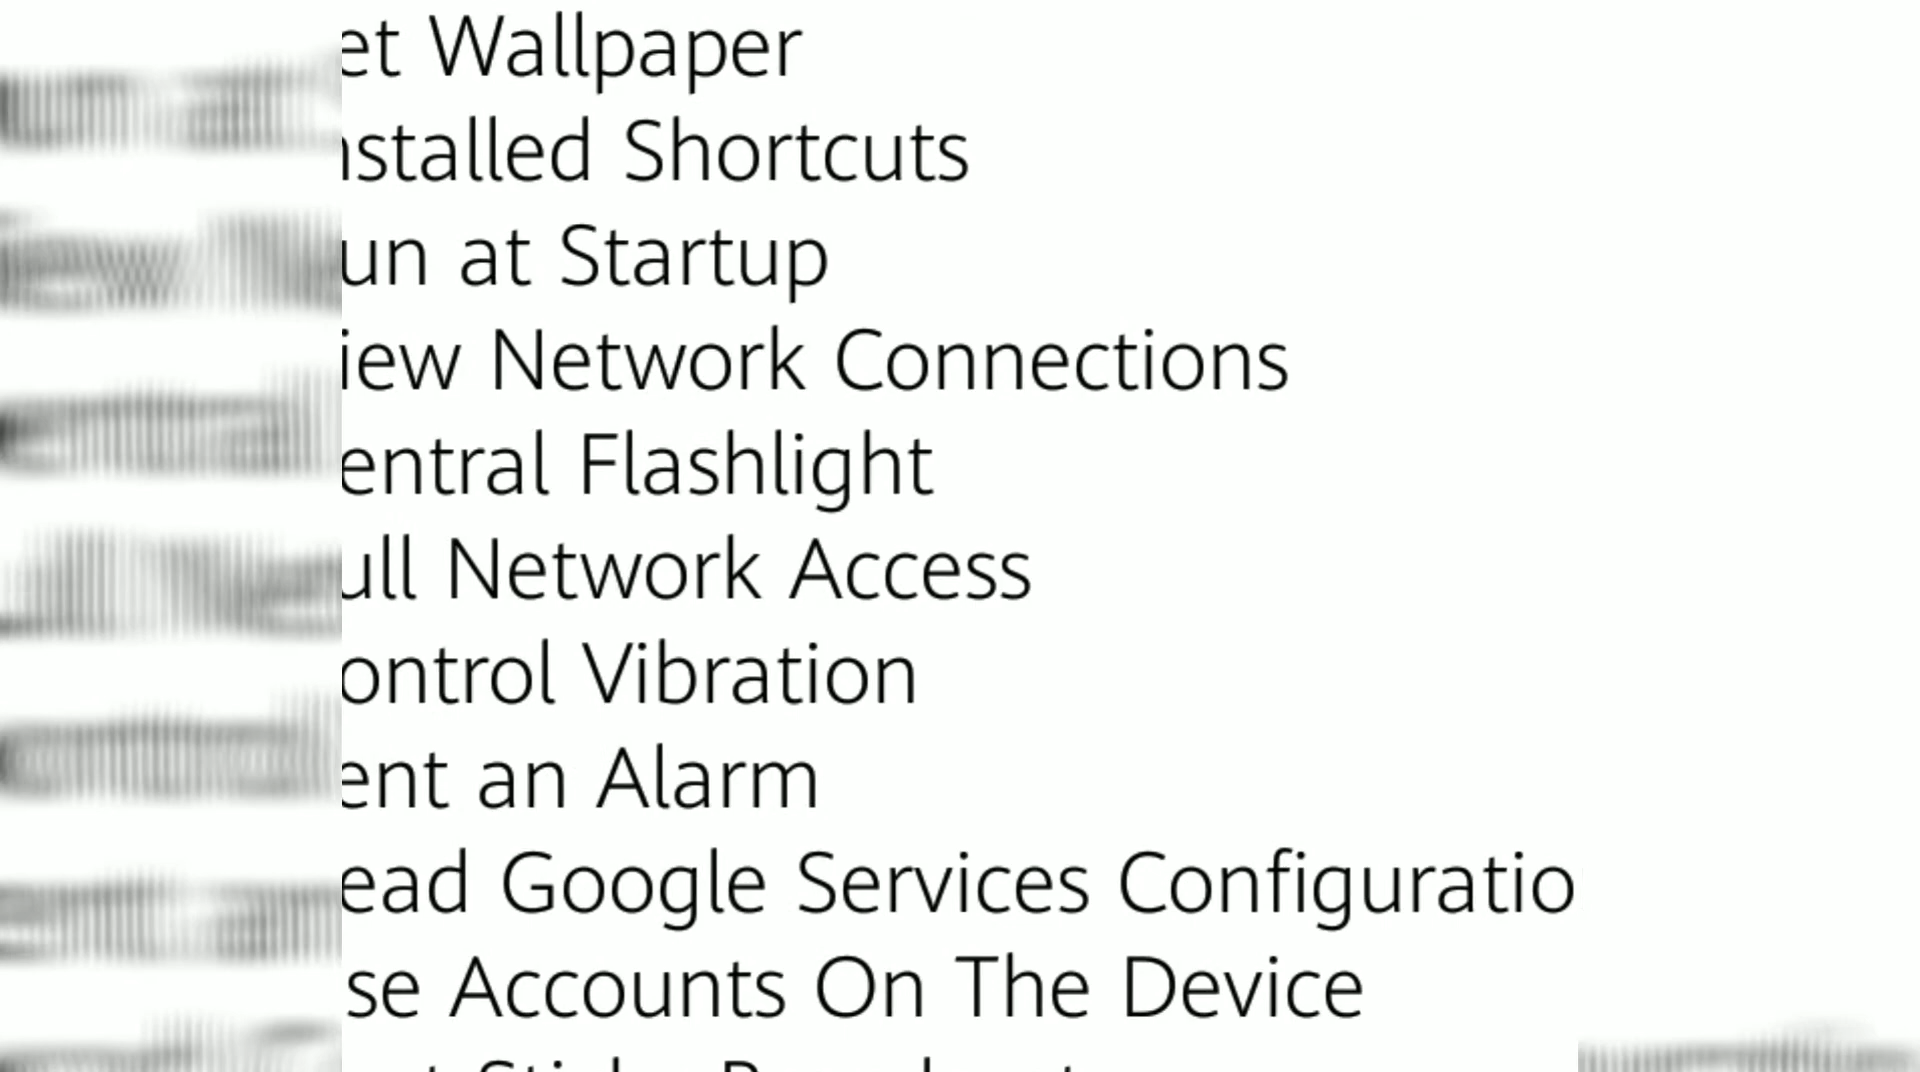 et Wallpaper
nstalled Shortcuts
un at Startup
iew Network Connections
entral Flashlight
ull Network Access
ontrol Vibration
ent an Alarm
ead Google Services Configuratio
se Accounts On The Device